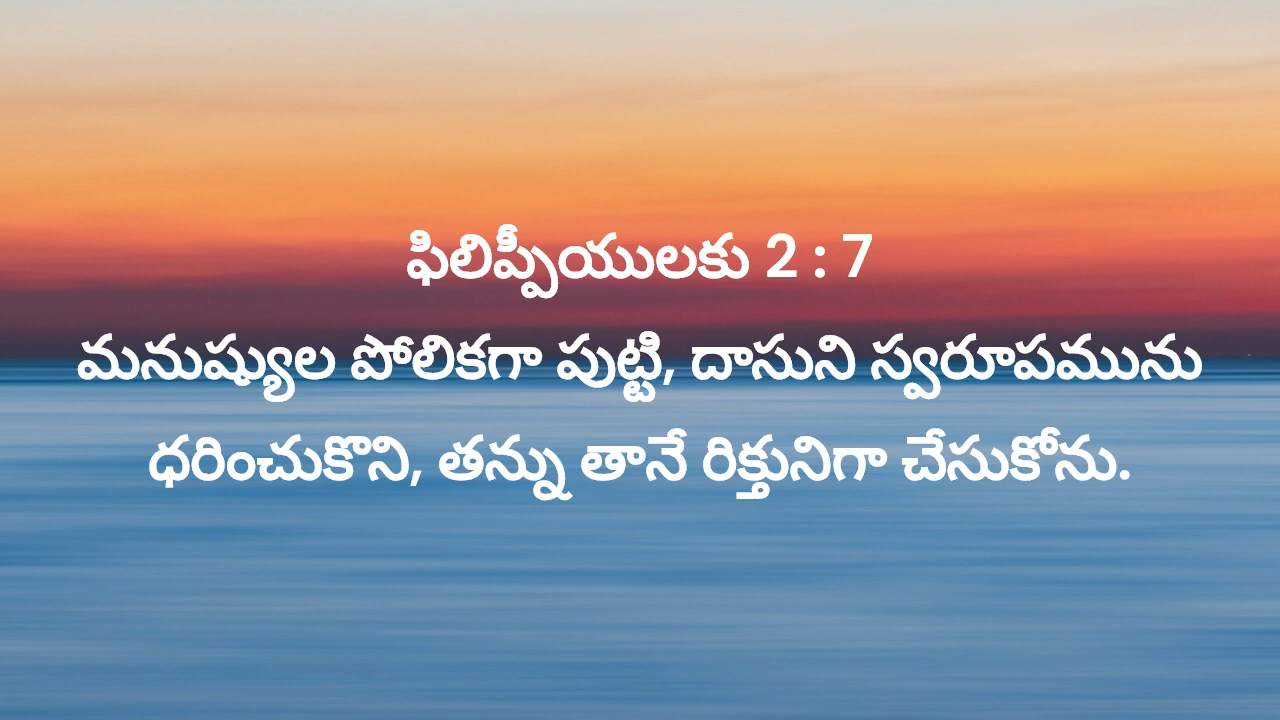 ఫిలిప్పీయులకు 2 : 7
మనుష్యుల పోలికగా పుట్టి, దాసుని స్వరూపమును
ధరించుకొని, తన్ను తానే రిక్తునిగా చేసుకోను.